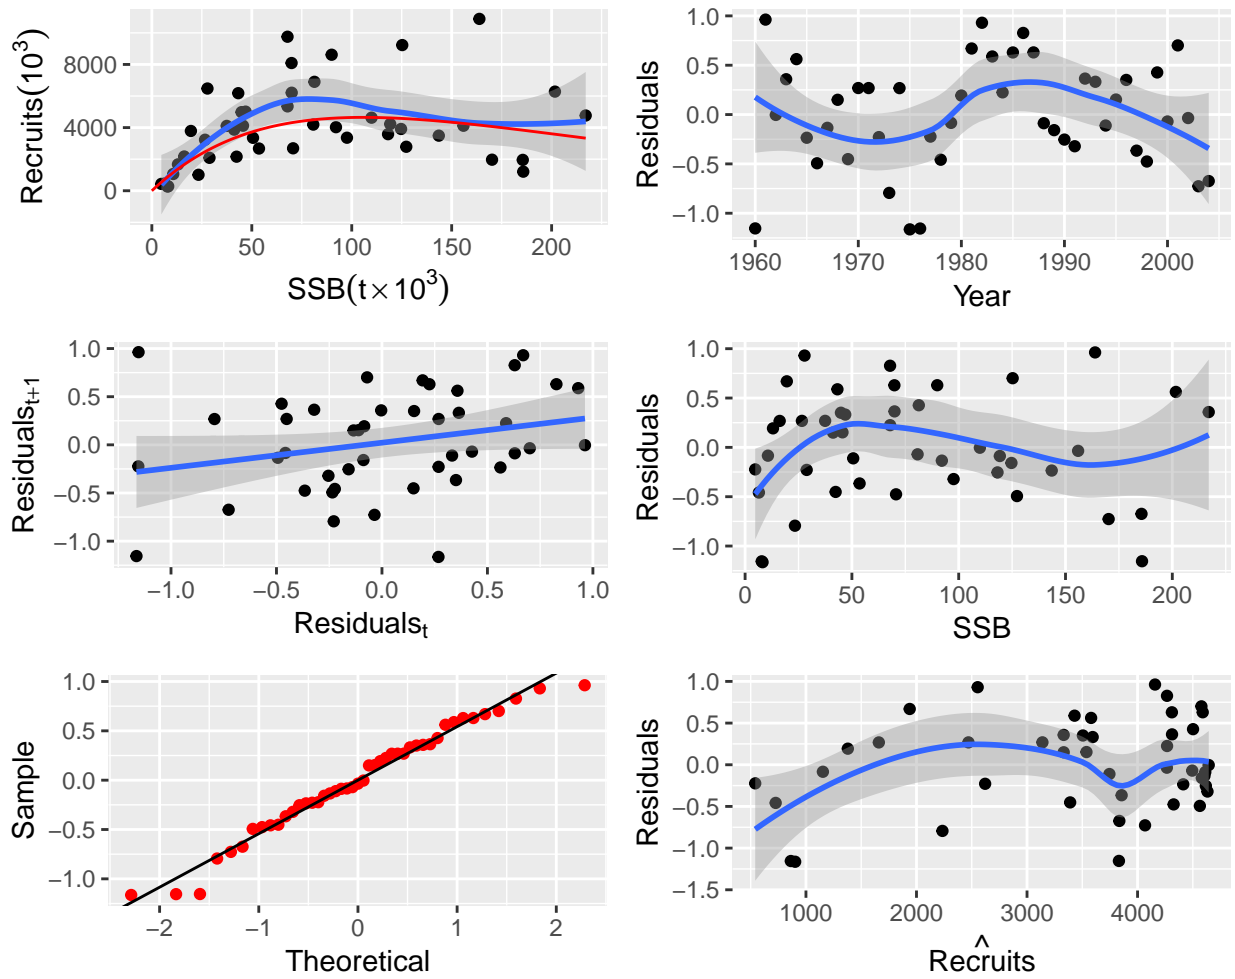 Recruits(10³)
8000
4000
0
0 50 100 150 200
SSB(t×10³)
Residuals
1.0
0.5
0.0
−0.5
−1.0
1960 1970 1980 1990 2000
Year
Residualsₜ₊₁
1.0
0.5
0.0
−0.5
−1.0
−1.0 −0.5 0.0 0.5 1.0
Residualsₜ
Residuals
1.0
0.5
0.0
−0.5
−1.0
0 50 100 150 200
SSB
Sample
1.0
0.5
0.0
−0.5
−1.0
−2 −1 0 1 2
Theoretical
Residuals
1.0
0.5
0.0
−0.5
−1.0
−1.5
1000 2000 3000 4000
^
Recruits